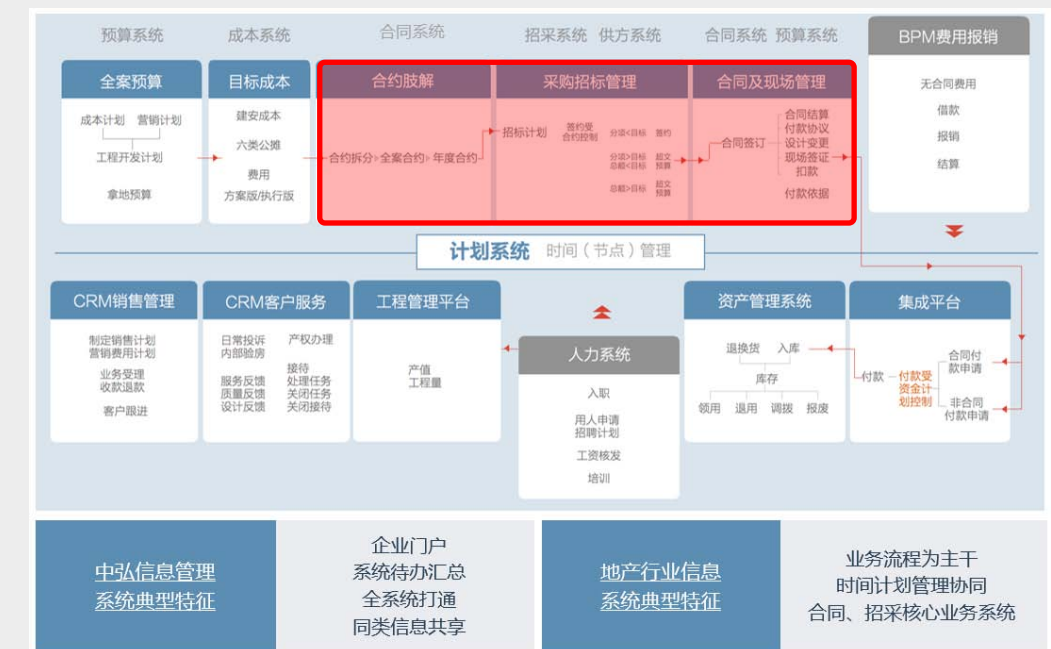 预算系统
成本系统
合同系统
招采系统 供方系统
合同系统 预算系统
BPM费用报销
全案预算
成本计划 营销计划
工程开发计划
拿地预算
目标成本
建安成本
六类公摊
费用
方案版/执行版
合约肢解
合约拆分 全案合约 年度合约
采购招标管理
招标计划
签约受
合约控制
分项<目标 签约
分项>目标 超支
总额<目标 预算
总额>目标 超支
预算
合同及现场管理
合同签订
合同结算
付款协议
设计变更
现场签证
扣款
付款依据
无合同费用
借款
报销
结算
计划系统 时间(节点)管理
CRM销售管理
制定销售计划
营销费用计划
业务受理
收款退款
客户跟进
CRM客户服务
日常投诉 产权办理
内部验房
接待
服务反馈 处理任务
质量反馈 关闭任务
设计反馈 关闭接待
工程管理平台
产值
工程量
人力系统
入职
用人申请
招聘计划
工资核发
培训
资产管理系统
退换货 入库
库存
领用 退用 调拨 报废
集成平台
付款
付款受
资金计
划控制
合同付
款申请
非合同
付款申请
中弘信息管理
系统典型特征
企业门户
系统待办汇总
全系统打通
同类信息共享
地产行业信息
系统典型特征
业务流程为主干
时间计划管理协同
合同、招采核心业务系统